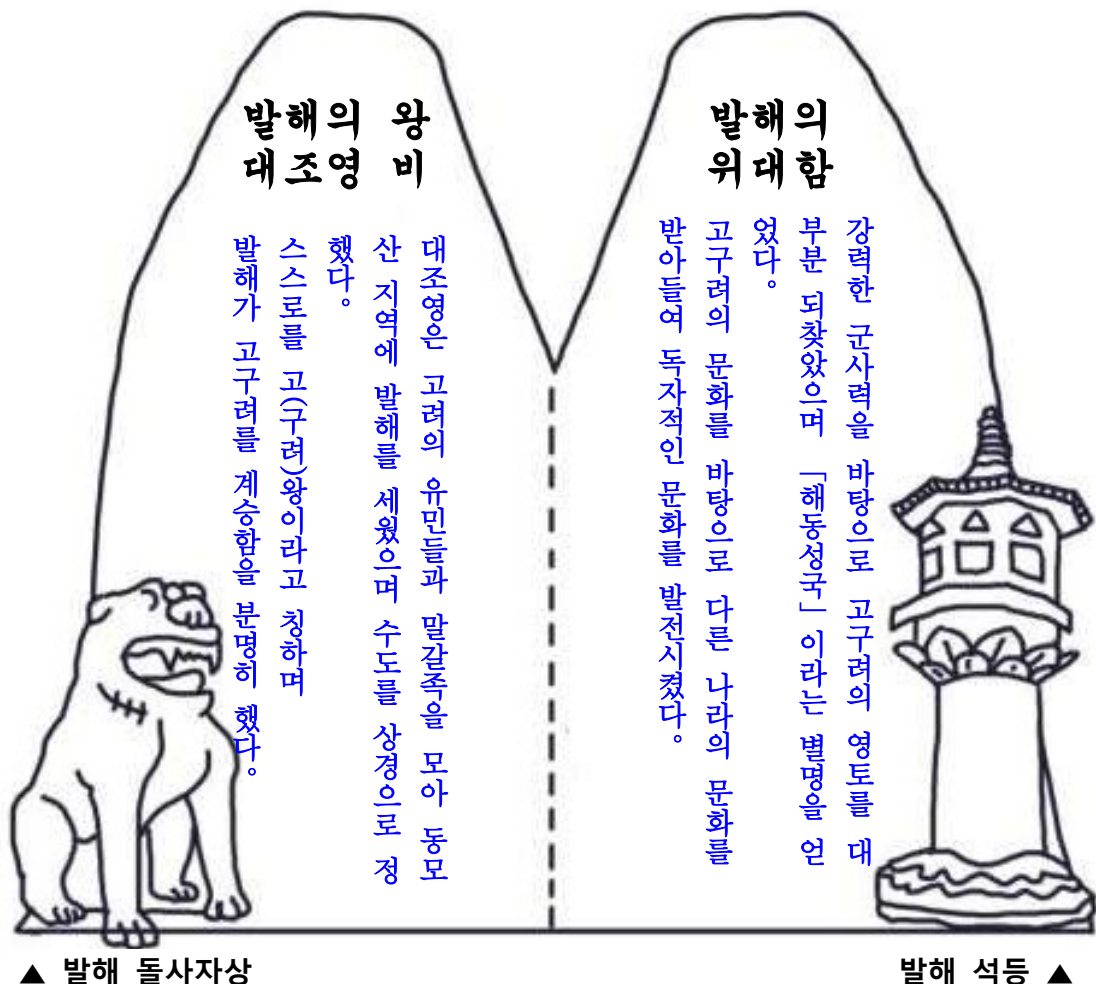 발해의 왕
대조영 비
대조영은 고려의 유민들과 말갈족을 모아 동모
산 지역에 발해를 세웠으며 수도를 상경으로 정
했다。
스스로를 고(구려)왕이라고 칭하며
발해가 고구려를 계승함을 분명히 했다。
발해의
위대함
강력한 군사력을 바탕으로 고구려의 영토를 대
부분 되찾았으며 「해동성국」 이라는 별명을 언
었다。
고구려의 문화를 바탕으로 다른 나라의 문화를
받아들여 독자적인 문화를 발전시켰다。
▲ 발해 돌사자상
발해 석등 ▲